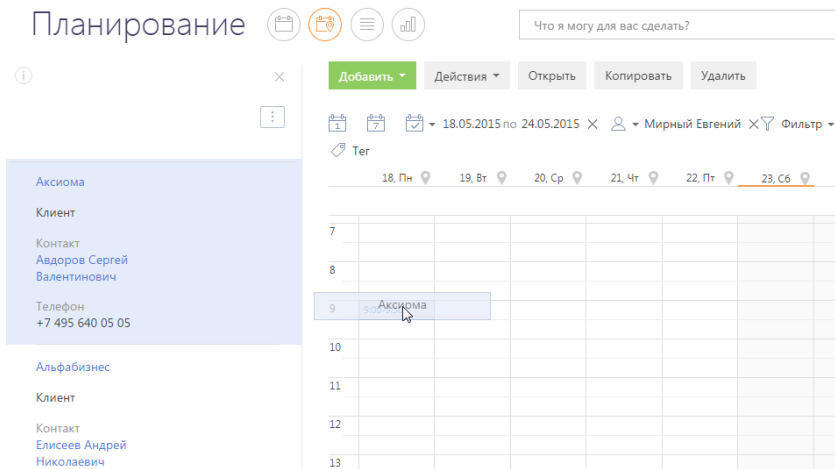 Планирование
Что я могу для вас сделать?
Добавить Действия Открыть Копировать Удалить
18.05.2015 по 24.05.2015 Мирный Евгений Фильтр
Тег
18, Пн 19, Вт 20, Ср 21, Чт 22, Пт 23, Сб
Аксиома
Клиент
Контакт
Авдоров Сергей
Валентинович
Телефон
+7 495 640 05 05
Альфабизнес
Клиент
Контакт
Елисеев Андрей
Николаевич
7
8
9 Аксиома
10
11
12
13